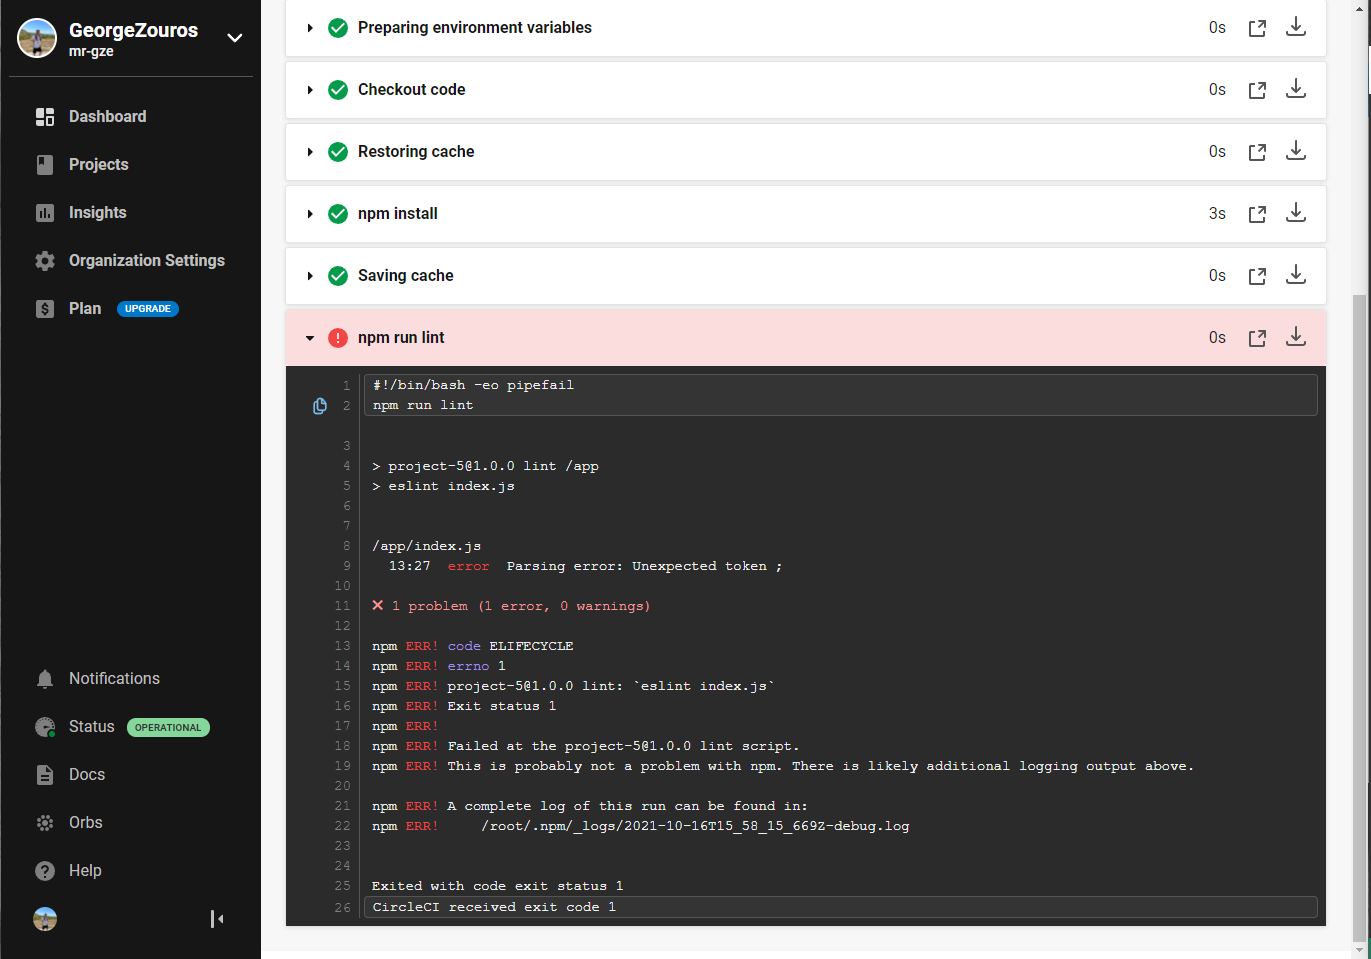 GeorgeZouros
mr-gze
Dashboard
Projects
Insights
Organization Settings
Plan UPGRADE
Notifications
Status OPERATIONAL
Docs
Orbs
Help
Preparing environment variables 0s
Checkout code 0s
Restoring cache 0s
npm install 3s
Saving cache 0s
npm run lint 0s
1 #!/bin/bash -eo pipefail
2 npm run lint
3
4 > project-5@1.0.0 lint /app
5 > eslint index.js
6
7
8 /app/index.js
9 13:27 error Parsing error: Unexpected token ;
10
11 ✕ 1 problem (1 error, 0 warnings)
12
13 npm ERR! code ELIFECYCLE
14 npm ERR! errno 1
15 npm ERR! project-5@1.0.0 lint: `eslint index.js`
16 npm ERR! Exit status 1
17 npm ERR!
18 npm ERR! Failed at the project-5@1.0.0 lint script.
19 npm ERR! This is probably not a problem with npm. There is likely additional logging output above.
20
21 npm ERR! A complete log of this run can be found in:
22 npm ERR! /root/.npm/_logs/2021-10-16T15_58_15_669Z-debug.log
23
24
25 Exited with code exit status 1
26 CircleCI received exit code 1